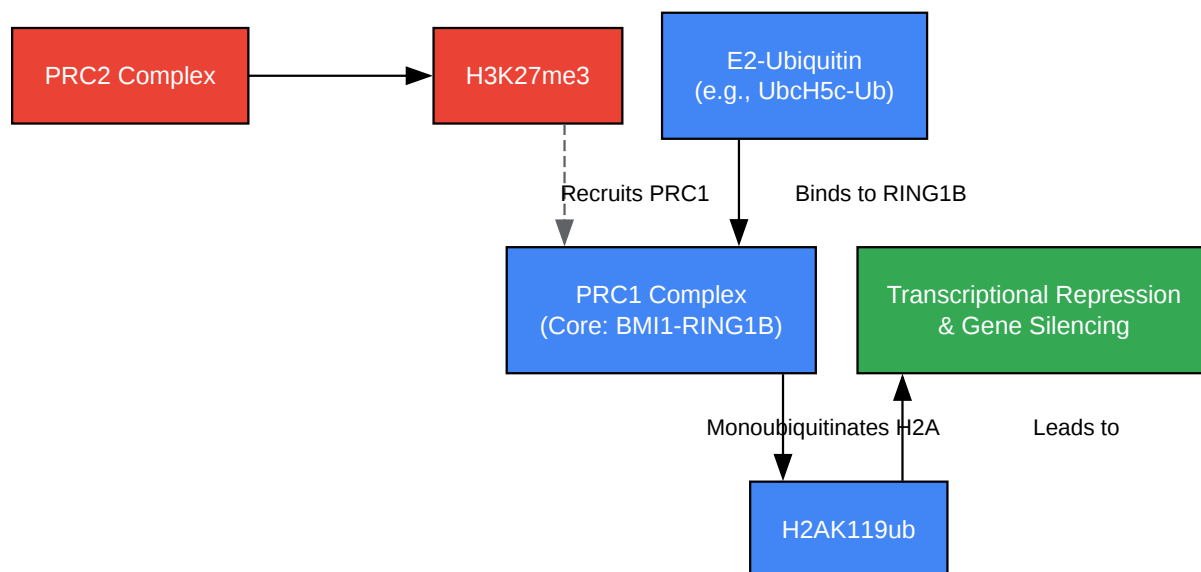 PRC2 Complex
H3K27me3
E2-Ubiquitin
(e.g., UbcH5c-Ub)
Recruits PRC1
Binds to RING1B
PRC1 Complex
(Core: BMI1-RING1B)
Transcriptional Repression
& Gene Silencing
Monoubiquitinates H2A
Leads to
H2AK119ub